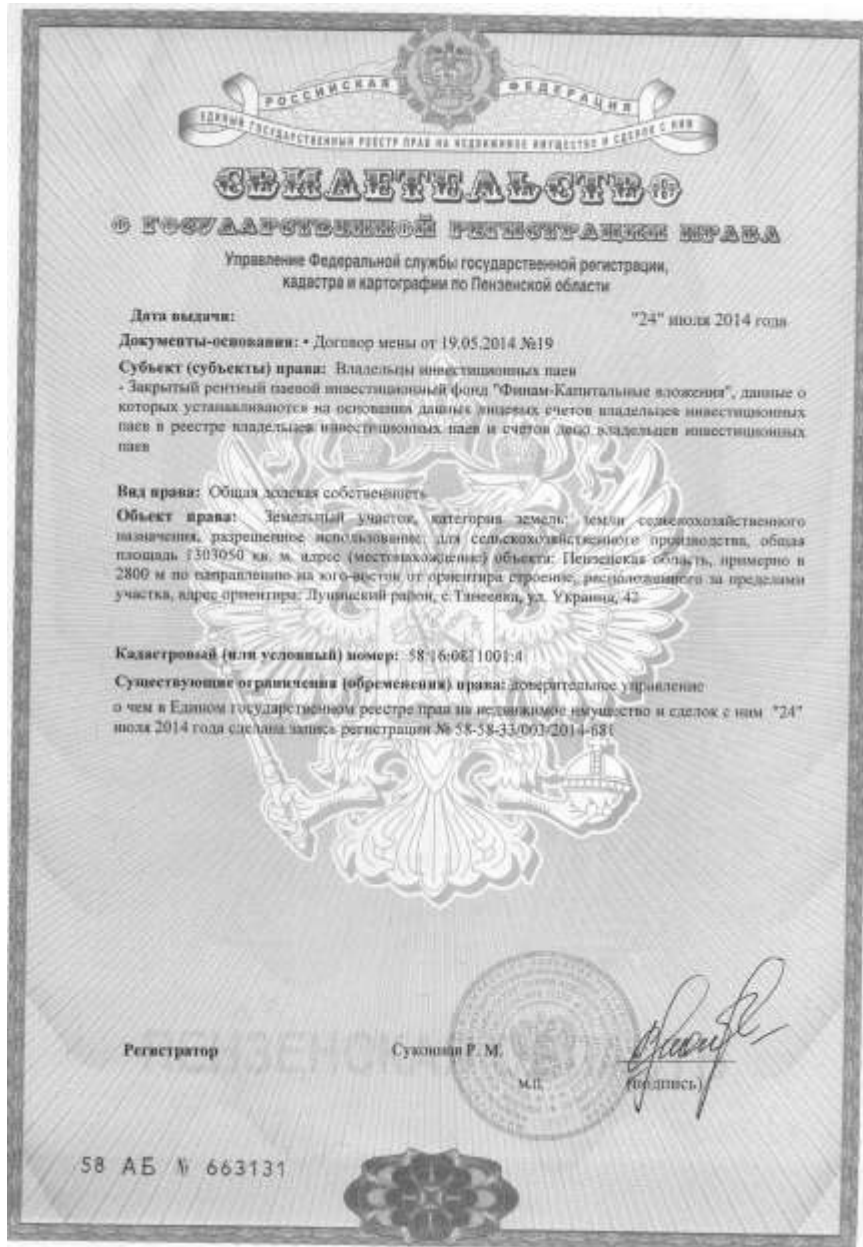 РОССИЙСКАЯ ФЕДЕРАЦИЯ
ЕДИНЫЙ ГОСУДАРСТВЕННЫЙ РЕЕСТР ПРАВ НА НЕДВИЖИМОЕ ИМУЩЕСТВО И СДЕЛОК С НИМ
СВИДЕТЕЛЬСТВО
О ГОСУДАРСТВЕННОЙ РЕГИСТРАЦИИ ПРАВА
Управление Федеральной службы государственной регистрации,
кадастра и картографии по Пензенской области
Дата выдачи: "24" июля 2014 года
Документы-основания: • Договор мены от 19.05.2014 №19
Субъект (субъекты) права: Владельцы инвестиционных паев
- Закрытый рентный паевой инвестиционный фонд "Финам-Капитальные вложения", данные о
которых устанавливаются на основании данных лицевых счетов владельцев инвестиционных
паев в реестре владельцев инвестиционных паев и счетов депо владельцев инвестиционных
паев
Вид права: Общая долевая собственность
Объект права: Земельный участок, категория земель: земли сельскохозяйственного
назначения, разрешенное использование: для сельскохозяйственного производства, общая
площадь 1303050 кв. м, адрес (местонахождение) объекта: Пензенская область, примерно в
2800 м по направлению на юго-восток от ориентира строение, расположенного за пределами
участка, адрес ориентира: Лунинский район, с.Танеевка, ул. Украина, 42
Кадастровый (или условный) номер: 58:16:0811001:4
Существующие ограничения (обременения) права: доверительное управление
о чем в Едином государственном реестре прав на недвижимое имущество и сделок с ним "24"
июля 2014 года сделана запись регистрации № 58-58-33/003/2014-681
Регистратор Р. М.
М.П. (подпись)
58 АБ № 663131